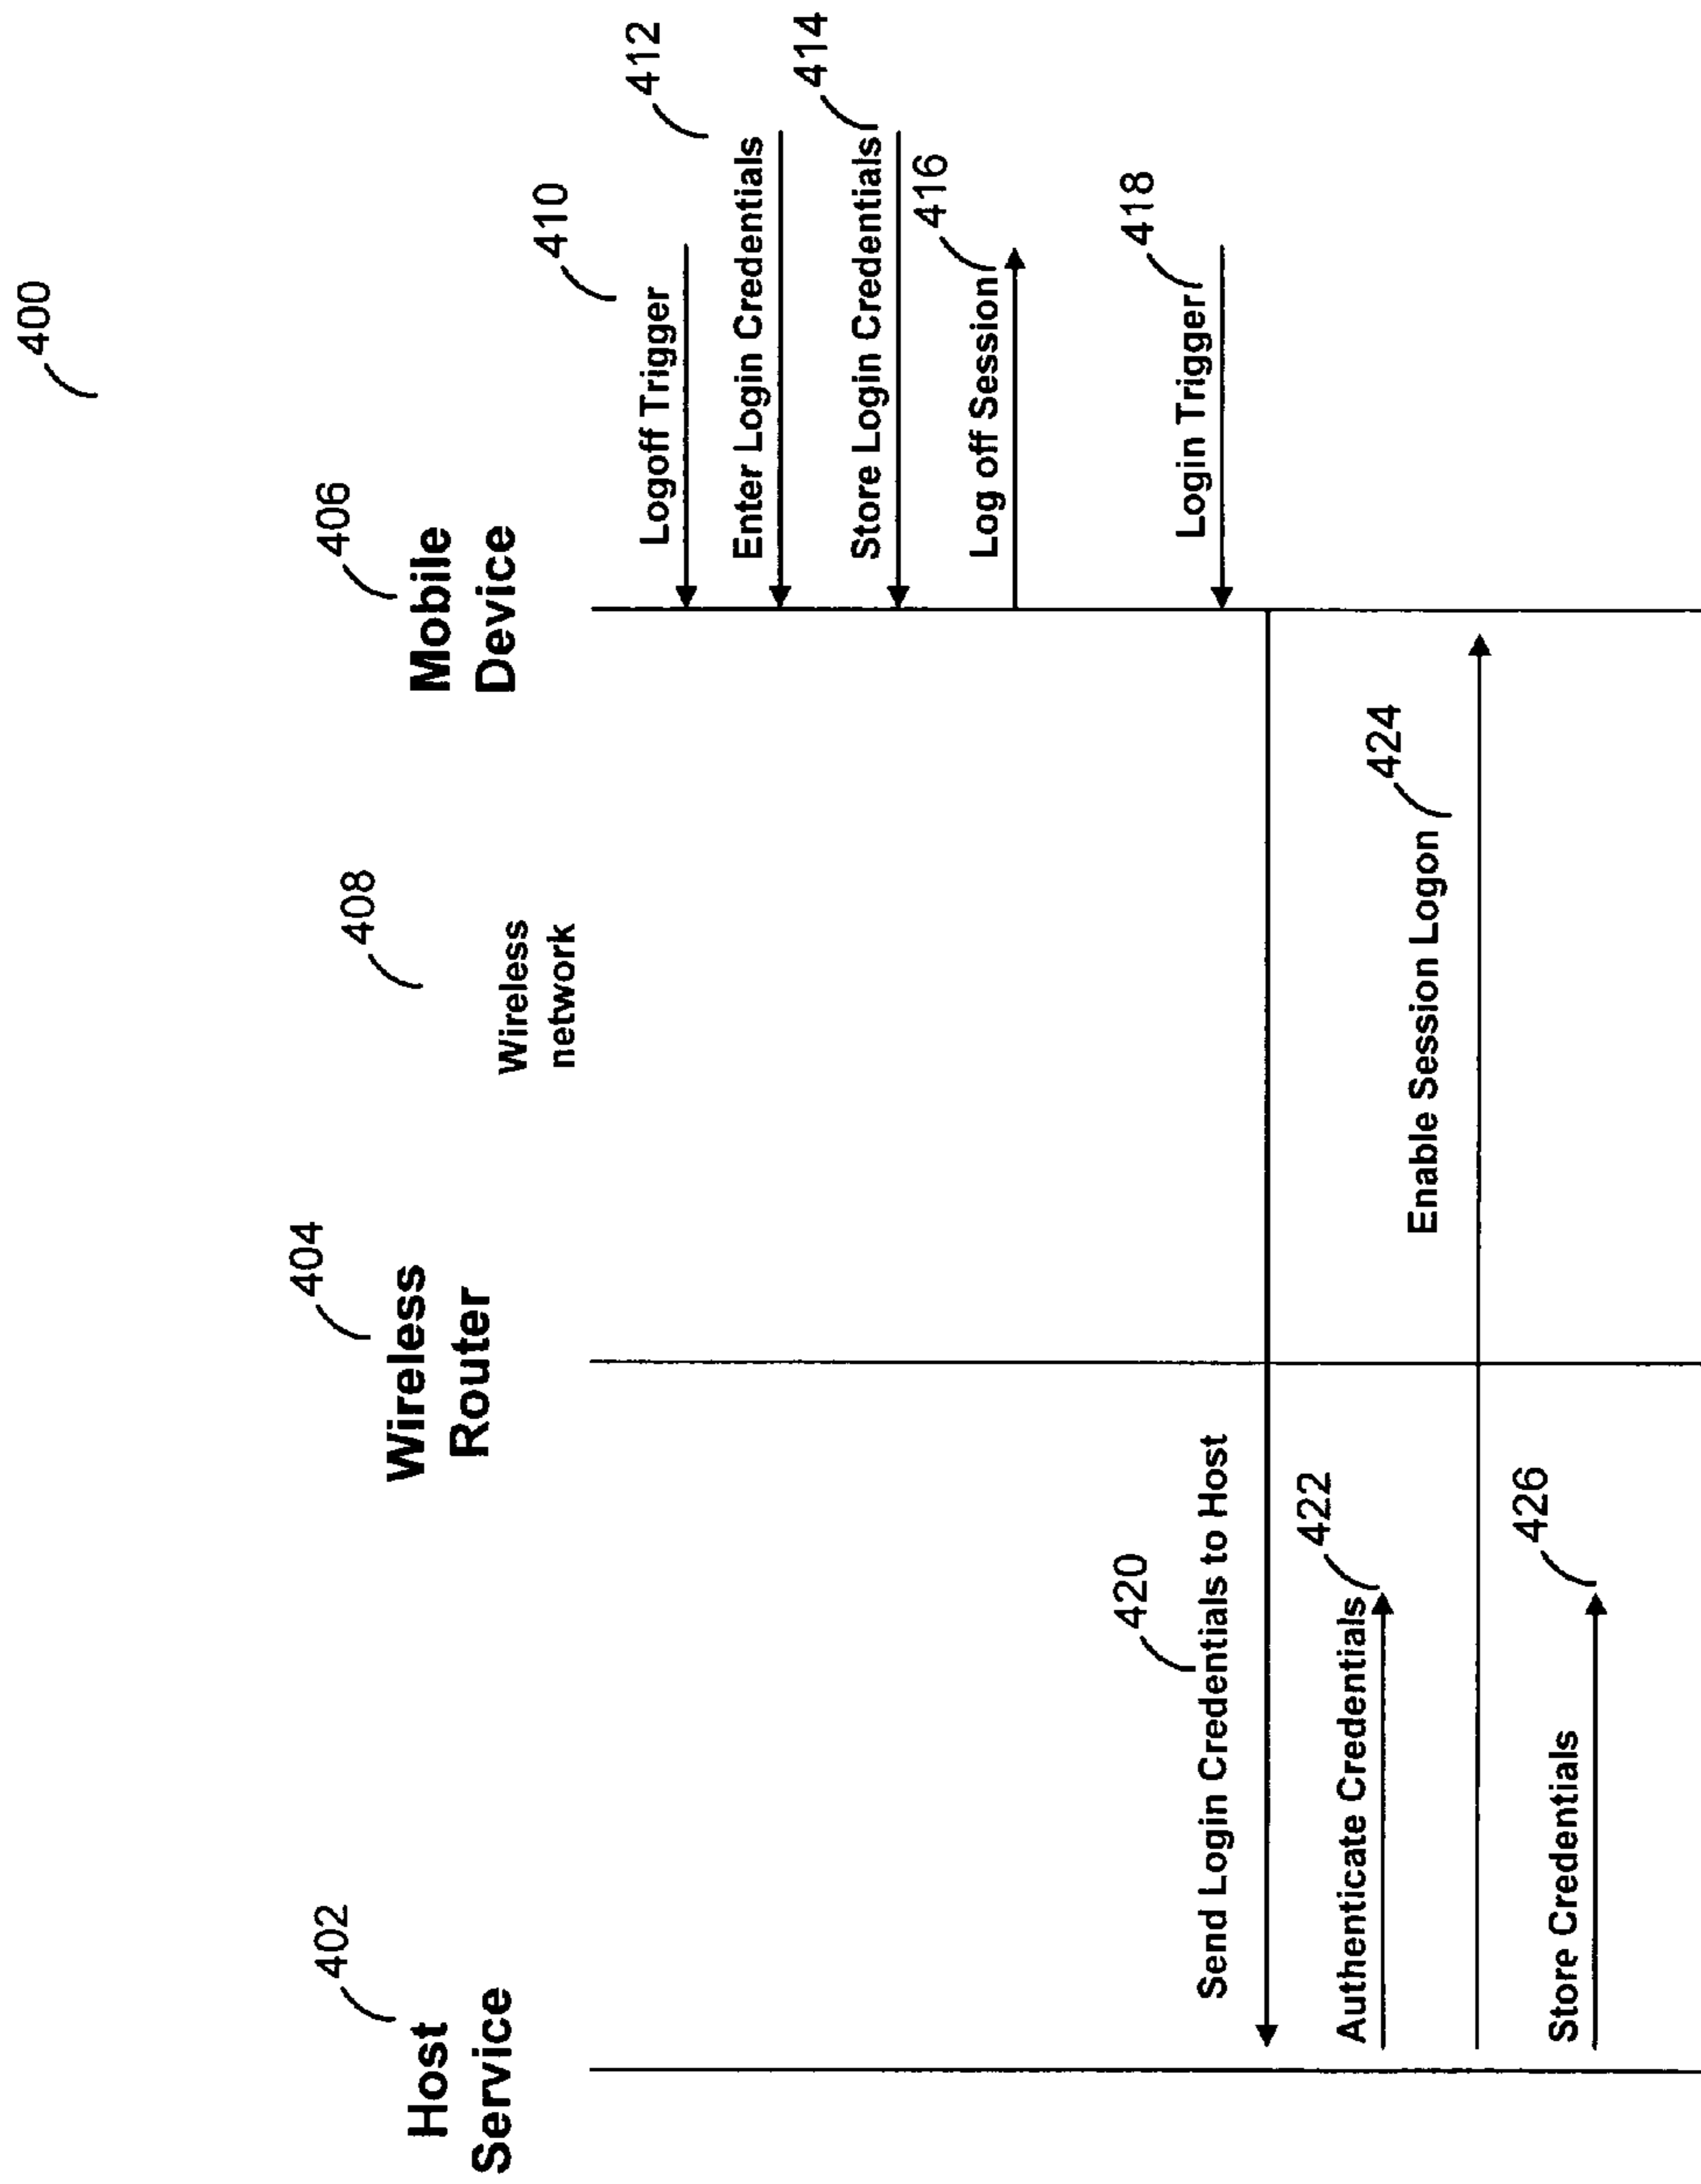 400
402
Host
Service
404
Wireless
Router
408
Wireless
network
406
Mobile
Device
410
Logoff Trigger
412
Enter Login Credentials
414
Store Login Credentials
416
Log off Session
418
Login Trigger
420
Send Login Credentials to Host
422
Authenticate Credentials
424
Enable Session Logon
426
Store Credentials